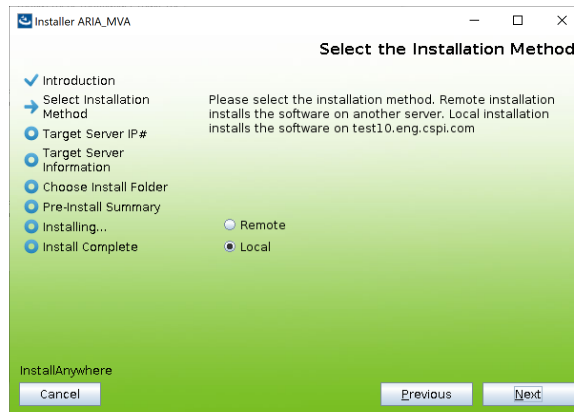 Installer ARIA_MVA
Select the Installation Method
Introduction
Select Installation
Method
Target Server IP#
Target Server
Information
Choose Install Folder
Pre-Install Summary
Installing...
Install Complete
Please select the installation method. Remote installation
installs the software on another server. Local installation
installs the software on test10.eng.cspi.com
Remote
Local
InstallAnywhere
Cancel
Previous
Next